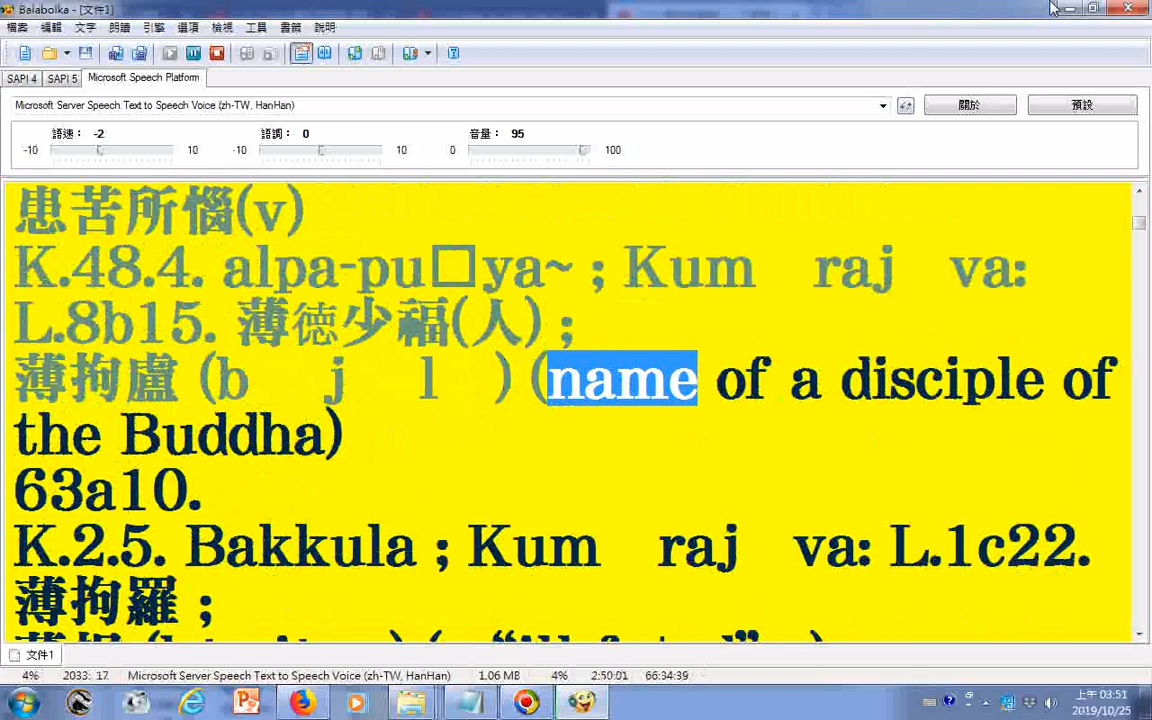 Balabolka - [文件1]
檔案 編輯 文字 朗讀 引擎 選項 檢視 工具 書籤 說明
SAPI 4 SAPI 5 Microsoft Speech Platform
Microsoft Server Speech Text to Speech Voice (zh-TW, HanHan) 關於 預設
語速： -2 語調： 0 音量： 95
-10 10 -10 10 0 100
患苦所惱(v)
K.48.4. alpa-pu□ya~ ; Kum raj va:
L.8b15. 薄徳少福(人) ;
薄拘盧 (b j l ) (name of a disciple of
the Buddha)
63a10.
K.2.5. Bakkula ; Kum raj va: L.1c22.
薄拘羅 ;
文件1
4% 2033: 17 Microsoft Server Speech Text to Speech Voice (zh-TW, HanHan) 1.06 MB 4% 2:50:01 66:34:39
上午 03:51
2019/10/25